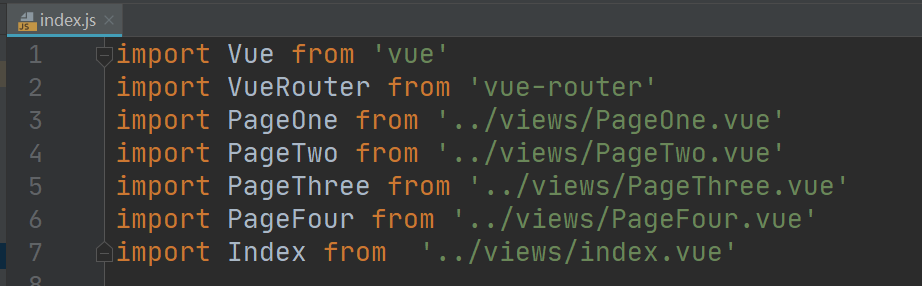 index.js
1 import Vue from 'vue'
2 import VueRouter from 'vue-router'
3 import PageOne from '../views/PageOne.vue'
4 import PageTwo from '../views/PageTwo.vue'
5 import PageThree from '../views/PageThree.vue'
6 import PageFour from '../views/PageFour.vue'
7 import Index from  '../views/index.vue'
8